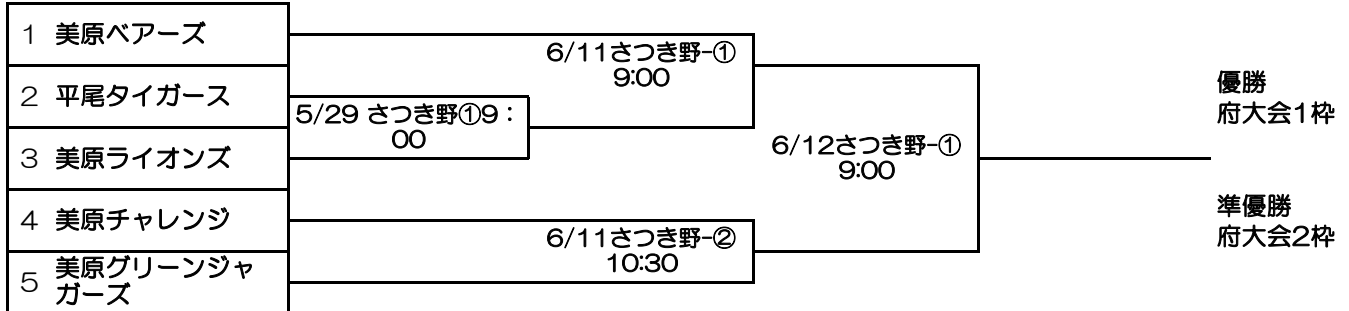 1 美原ベアーズ
6/11さつき野-①
9:00
2 平尾タイガース
5/29 さつき野①9：
00
3 美原ライオンズ
6/12さつき野-①
9:00
優勝
府大会1枠
4 美原チャレンジ
6/11さつき野-②
10:30
5 美原グリーンジャ
ガーズ
準優勝
府大会2枠